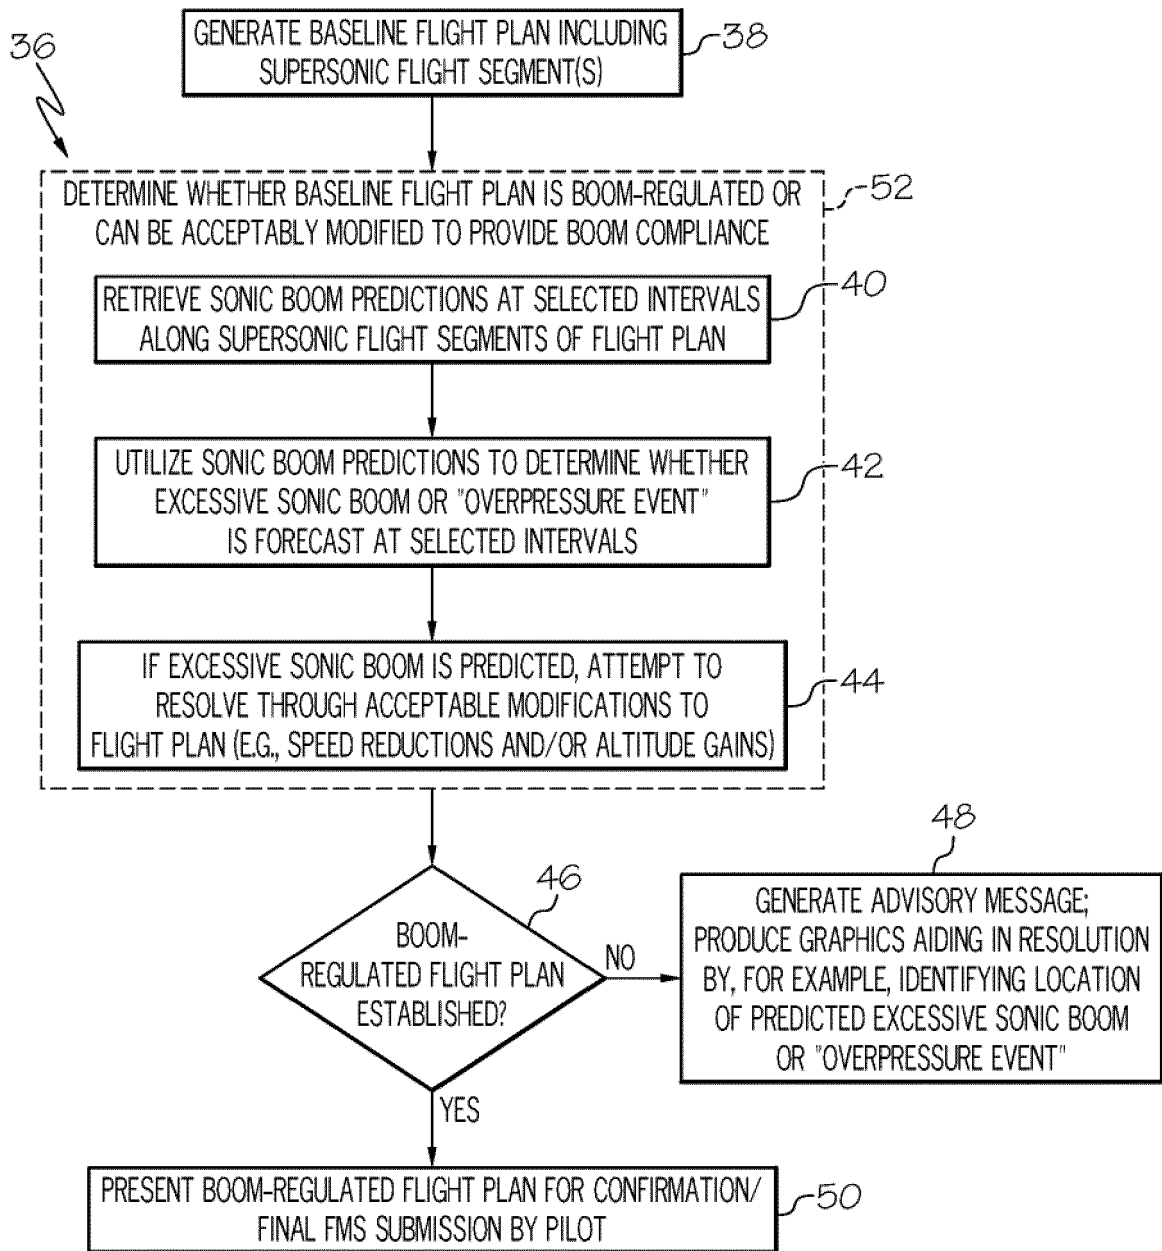 36
GENERATE BASELINE FLIGHT PLAN INCLUDING
SUPERSONIC FLIGHT SEGMENT(S)
38
DETERMINE WHETHER BASELINE FLIGHT PLAN IS BOOM-REGULATED OR
CAN BE ACCEPTABLY MODIFIED TO PROVIDE BOOM COMPLIANCE
52
RETRIEVE SONIC BOOM PREDICTIONS AT SELECTED INTERVALS
ALONG SUPERSONIC FLIGHT SEGMENTS OF FLIGHT PLAN
40
UTILIZE SONIC BOOM PREDICTIONS TO DETERMINE WHETHER
EXCESSIVE SONIC BOOM OR "OVERPRESSURE EVENT"
IS FORECAST AT SELECTED INTERVALS
42
IF EXCESSIVE SONIC BOOM IS PREDICTED, ATTEMPT TO
RESOLVE THROUGH ACCEPTABLE MODIFICATIONS TO
FLIGHT PLAN (E.G., SPEED REDUCTIONS AND/OR ALTITUDE GAINS)
44
BOOM-
REGULATED FLIGHT PLAN
ESTABLISHED?
46
NO
48
GENERATE ADVISORY MESSAGE;
PRODUCE GRAPHICS AIDING IN RESOLUTION
BY, FOR EXAMPLE, IDENTIFYING LOCATION
OF PREDICTED EXCESSIVE SONIC BOOM
OR "OVERPRESSURE EVENT"
YES
PRESENT BOOM-REGULATED FLIGHT PLAN FOR CONFIRMATION/
FINAL FMS SUBMISSION BY PILOT
50